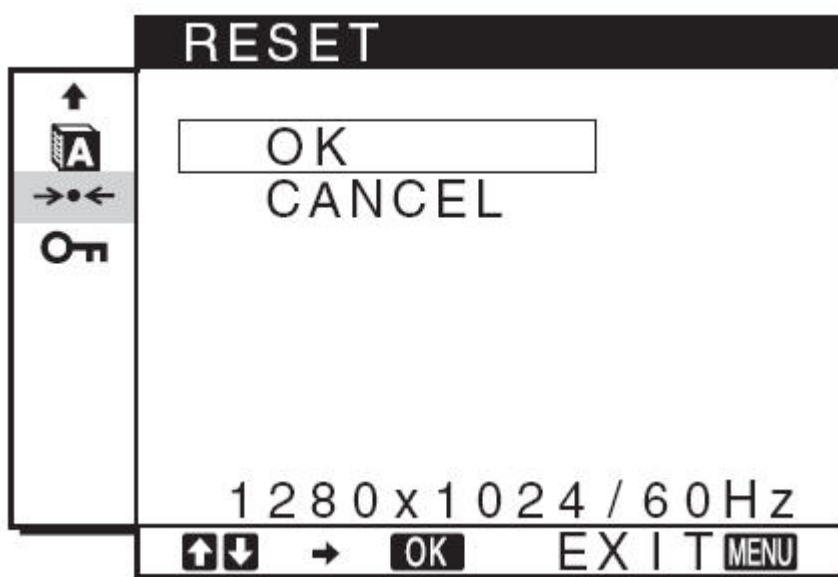 RESET
A
OK
CANCEL
1280x1024/60Hz
OK EXIT MENU